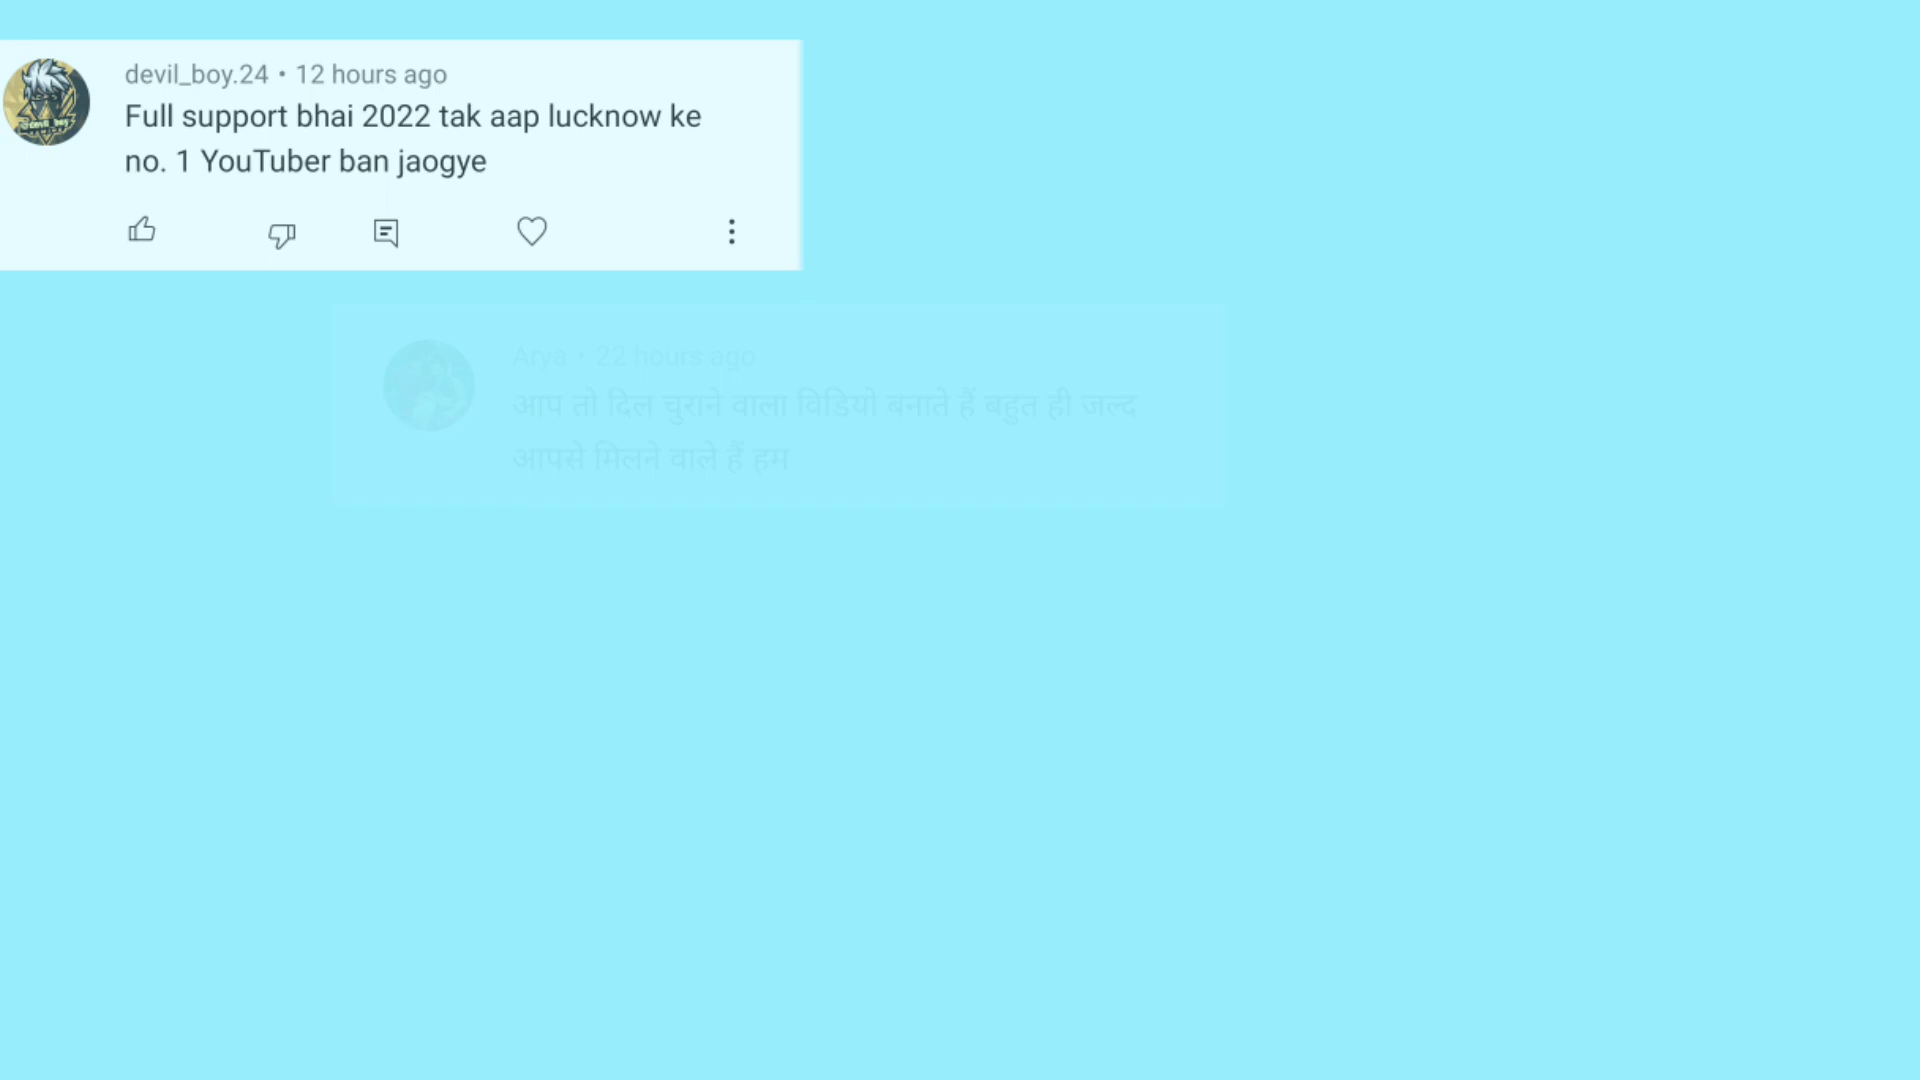 devil_boy.24 • 12 hours ago
Full support bhai 2022 tak aap lucknow ke
no. 1 YouTuber ban jaogye
Arya • 22 hours ago
आप तो दिल चुराने वाला विडियो बनाते हैं बहुत ही जल्द
आपसे मिलने वाले हैं हम